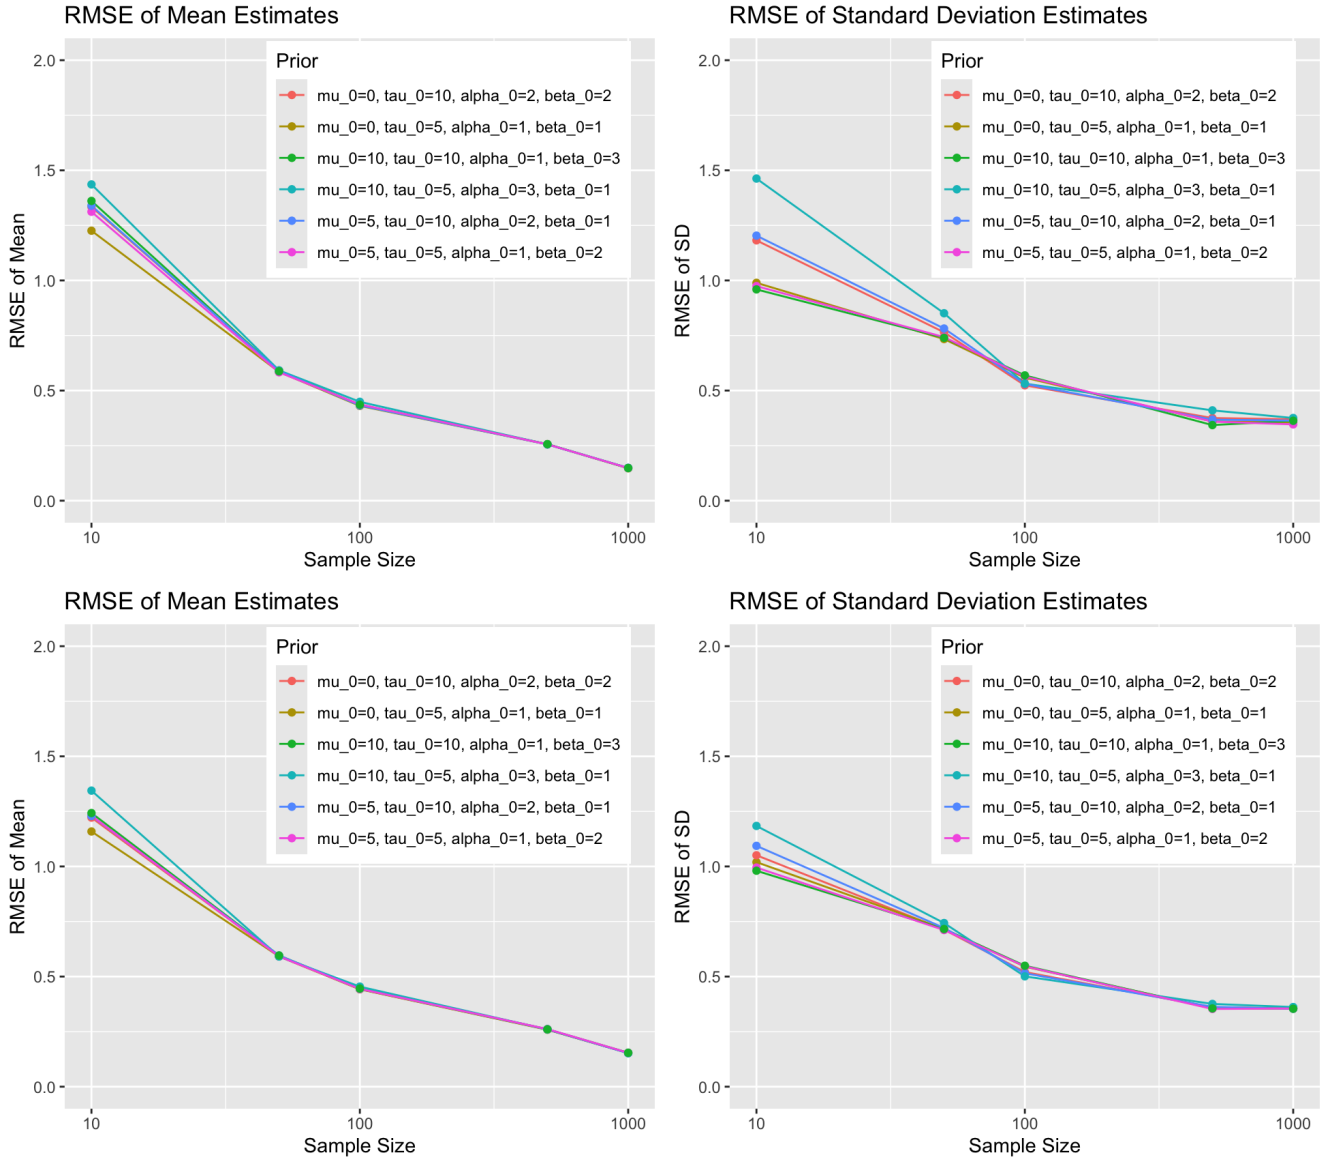 RMSE of Mean Estimates
RMSE of Mean
2.0
1.5
1.0
0.5
0.0
Prior
mu_0=0, tau_0=10, alpha_0=2, beta_0=2
mu_0=0, tau_0=5, alpha_0=1, beta_0=1
mu_0=10, tau_0=10, alpha_0=1, beta_0=3
mu_0=10, tau_0=5, alpha_0=3, beta_0=1
mu_0=5, tau_0=10, alpha_0=2, beta_0=1
mu_0=5, tau_0=5, alpha_0=1, beta_0=2
10
100
1000
Sample Size
RMSE of Standard Deviation Estimates
RMSE of SD
2.0
1.5
1.0
0.5
0.0
Prior
mu_0=0, tau_0=10, alpha_0=2, beta_0=2
mu_0=0, tau_0=5, alpha_0=1, beta_0=1
mu_0=10, tau_0=10, alpha_0=1, beta_0=3
mu_0=10, tau_0=5, alpha_0=3, beta_0=1
mu_0=5, tau_0=10, alpha_0=2, beta_0=1
mu_0=5, tau_0=5, alpha_0=1, beta_0=2
10
100
1000
Sample Size
RMSE of Mean Estimates
RMSE of Mean
2.0
1.5
1.0
0.5
0.0
Prior
mu_0=0, tau_0=10, alpha_0=2, beta_0=2
mu_0=0, tau_0=5, alpha_0=1, beta_0=1
mu_0=10, tau_0=10, alpha_0=1, beta_0=3
mu_0=10, tau_0=5, alpha_0=3, beta_0=1
mu_0=5, tau_0=10, alpha_0=2, beta_0=1
mu_0=5, tau_0=5, alpha_0=1, beta_0=2
10
100
1000
Sample Size
RMSE of Standard Deviation Estimates
RMSE of SD
2.0
1.5
1.0
0.5
0.0
Prior
mu_0=0, tau_0=10, alpha_0=2, beta_0=2
mu_0=0, tau_0=5, alpha_0=1, beta_0=1
mu_0=10, tau_0=10, alpha_0=1, beta_0=3
mu_0=10, tau_0=5, alpha_0=3, beta_0=1
mu_0=5, tau_0=10, alpha_0=2, beta_0=1
mu_0=5, tau_0=5, alpha_0=1, beta_0=2
10
100
1000
Sample Size